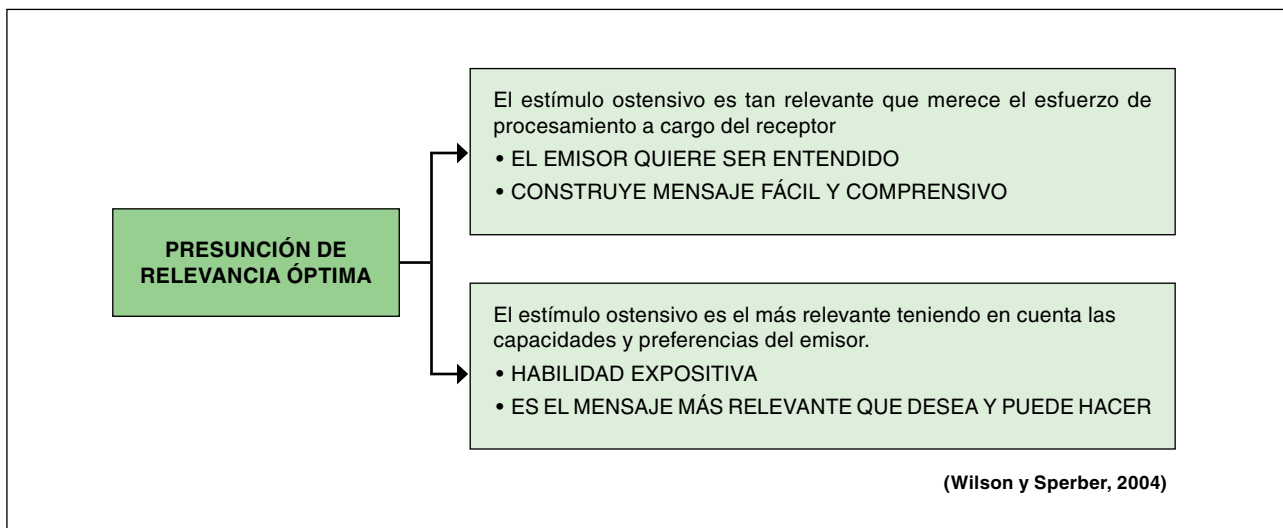 El estímulo ostensivo es tan relevante que merece el esfuerzo de
procesamiento a cargo del receptor
• EL EMISOR QUIERE SER ENTENDIDO
• CONSTRUYE MENSAJE FÁCIL Y COMPRENSIVO
PRESUNCIÓN DE
RELEVANCIA ÓPTIMA
El estímulo ostensivo es el más relevante teniendo en cuenta las
capacidades y preferencias del emisor.
• HABILIDAD EXPOSITIVA
• ES EL MENSAJE MÁS RELEVANTE QUE DESEA Y PUEDE HACER
(Wilson y Sperber, 2004)